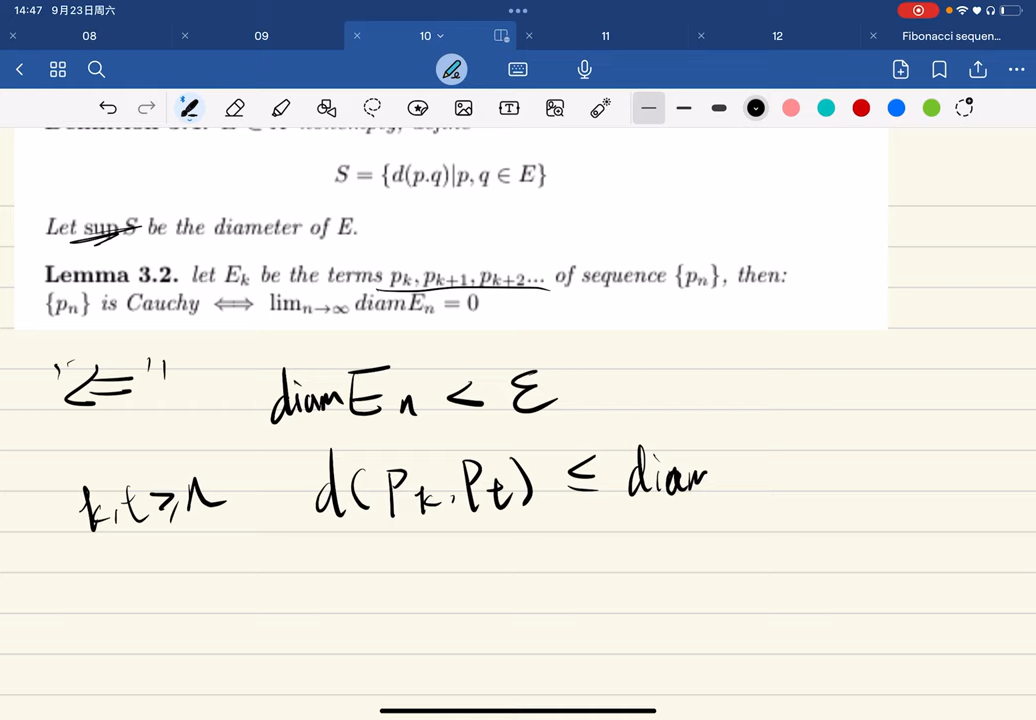 14:47 9月23日周六
08 09 10 11 12 Fibonacci sequen...
S = {d(p.q)|p, q ∈ E}
Let sup S be the diameter of E.
Lemma 3.2. let E_k be the terms p_k, p_{k+1}, p_{k+2}... of sequence {p_n}, then:
{p_n} is Cauchy ⟺ lim_{n→∞} diamE_n = 0
"⇐" diam E_n < ε
k,t ≥ n d(P_k, P_t) ≤ diam